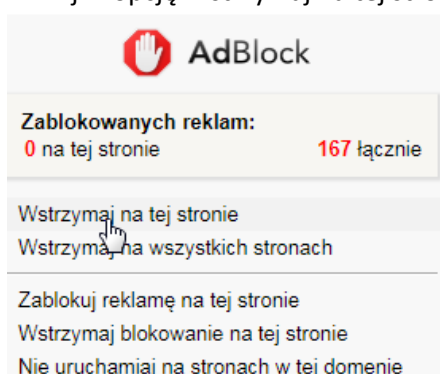 AdBlock
Zablokowanych reklam:
0 na tej stronie 167 łącznie
Wstrzymaj na tej stronie
Wstrzymaj na wszystkich stronach
Zablokuj reklamę na tej stronie
Wstrzymaj blokowanie na tej stronie
Nie uruchamiaj na stronach w tej domenie